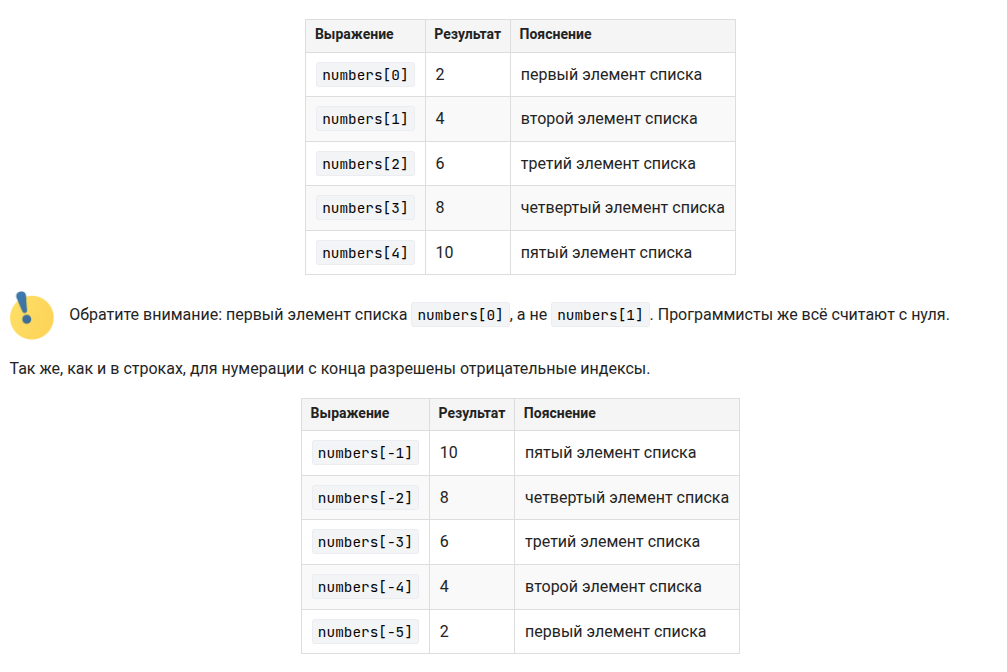 Выражение Результат Пояснение
numbers[0] 2 первый элемент списка
numbers[1] 4 второй элемент списка
numbers[2] 6 третий элемент списка
numbers[3] 8 четвертый элемент списка
numbers[4] 10 пятый элемент списка
Обратите внимание: первый элемент списка numbers[0], а не numbers[1]. Программисты же всё считают с нуля.
Так же, как и в строках, для нумерации с конца разрешены отрицательные индексы.
Выражение Результат Пояснение
numbers[-1] 10 пятый элемент списка
numbers[-2] 8 четвертый элемент списка
numbers[-3] 6 третий элемент списка
numbers[-4] 4 второй элемент списка
numbers[-5] 2 первый элемент списка